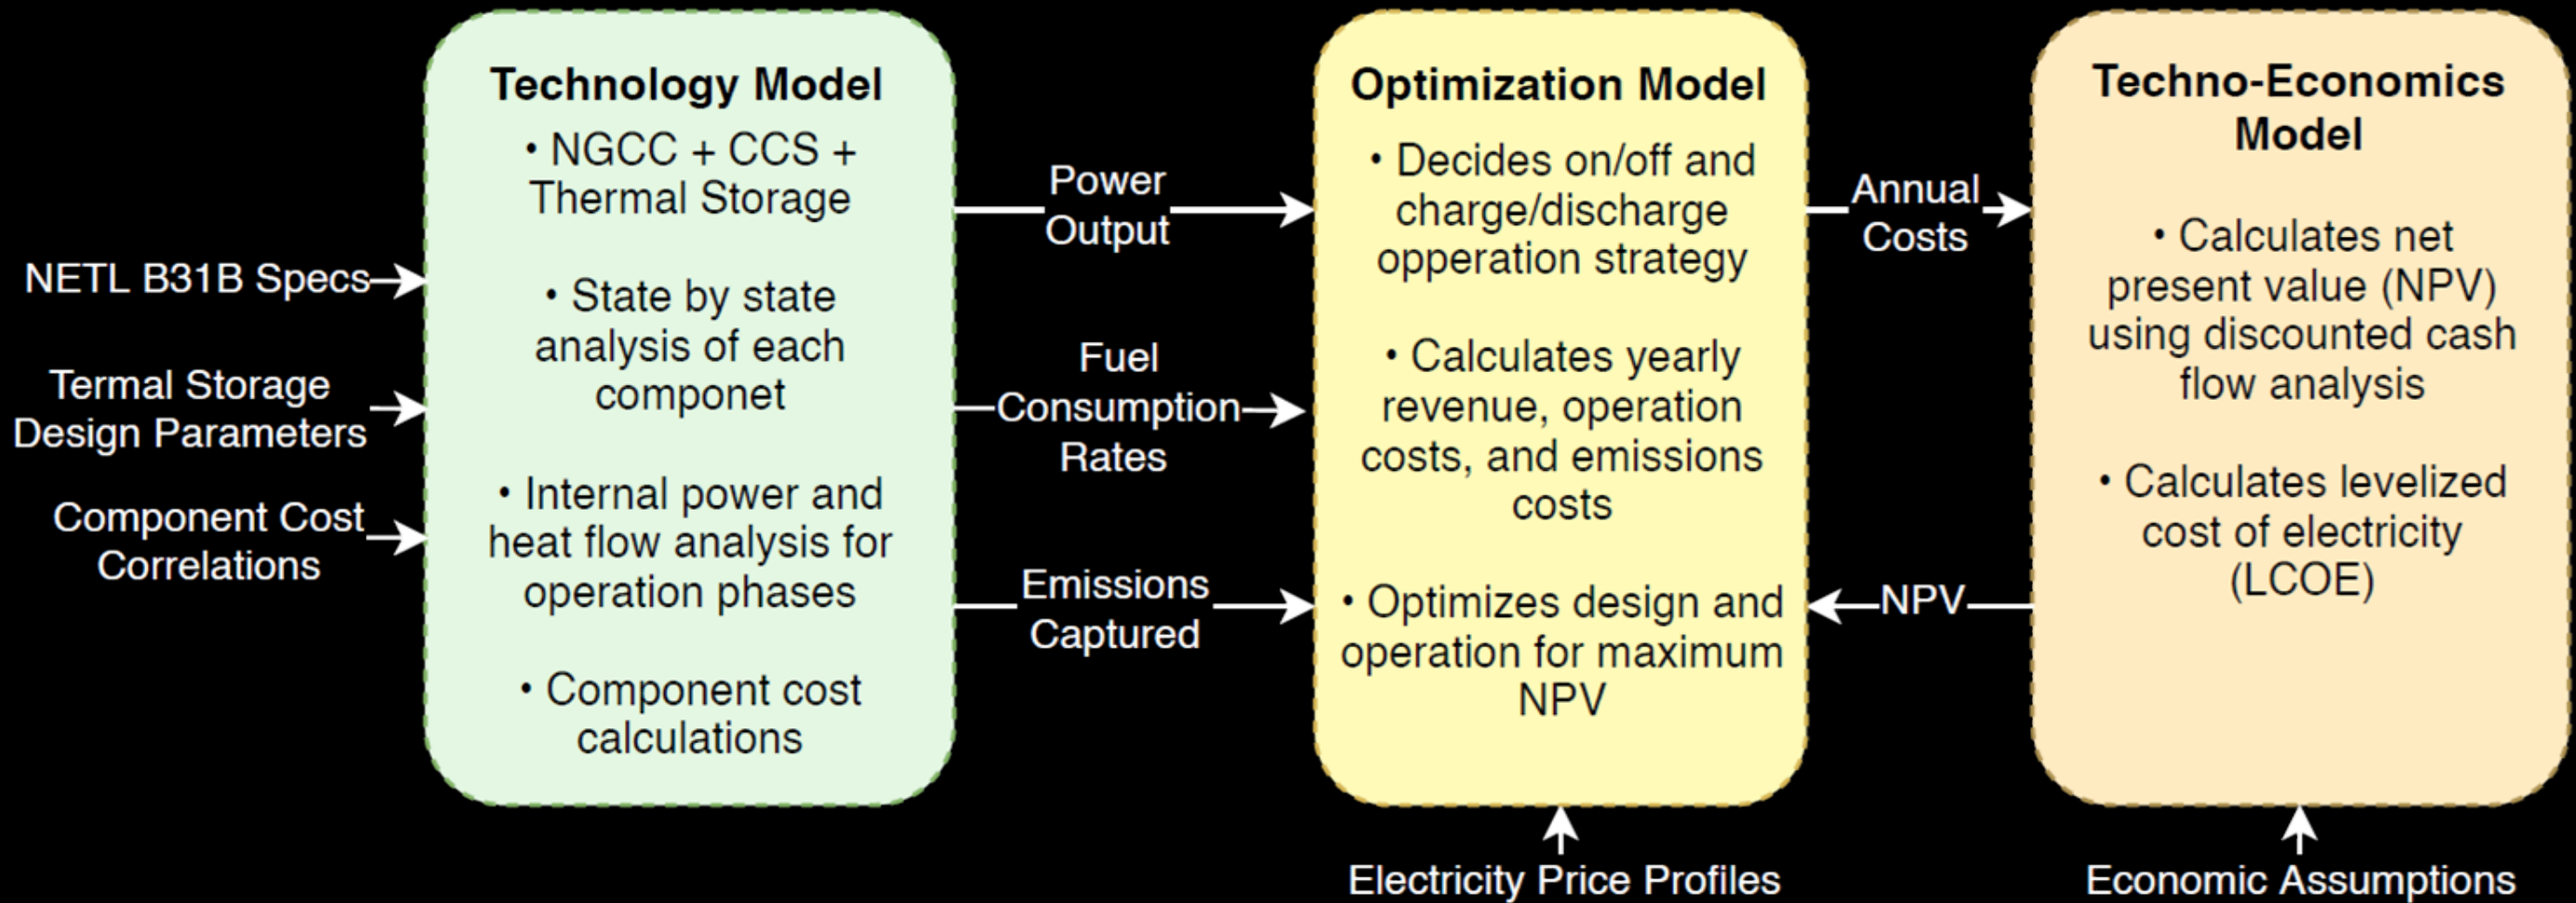 NETL B31B Specs
Termal Storage
Design Parameters
Component Cost
Correlations
Technology Model
• NGCC + CCS +
Thermal Storage
• State by state
analysis of each
componet
• Internal power and
heat flow analysis for
operation phases
• Component cost
calculations
Power
Output
Fuel
Consumption
Rates
Emissions
Captured
Optimization Model
• Decides on/off and
charge/discharge
opperation strategy
• Calculates yearly
revenue, operation
costs, and emissions
costs
• Optimizes design and
operation for maximum
NPV
Electricity Price Profiles
Annual
Costs
NPV
Techno-Economics
Model
• Calculates net
present value (NPV)
using discounted cash
flow analysis
• Calculates levelized
cost of electricity
(LCOE)
Economic Assumptions